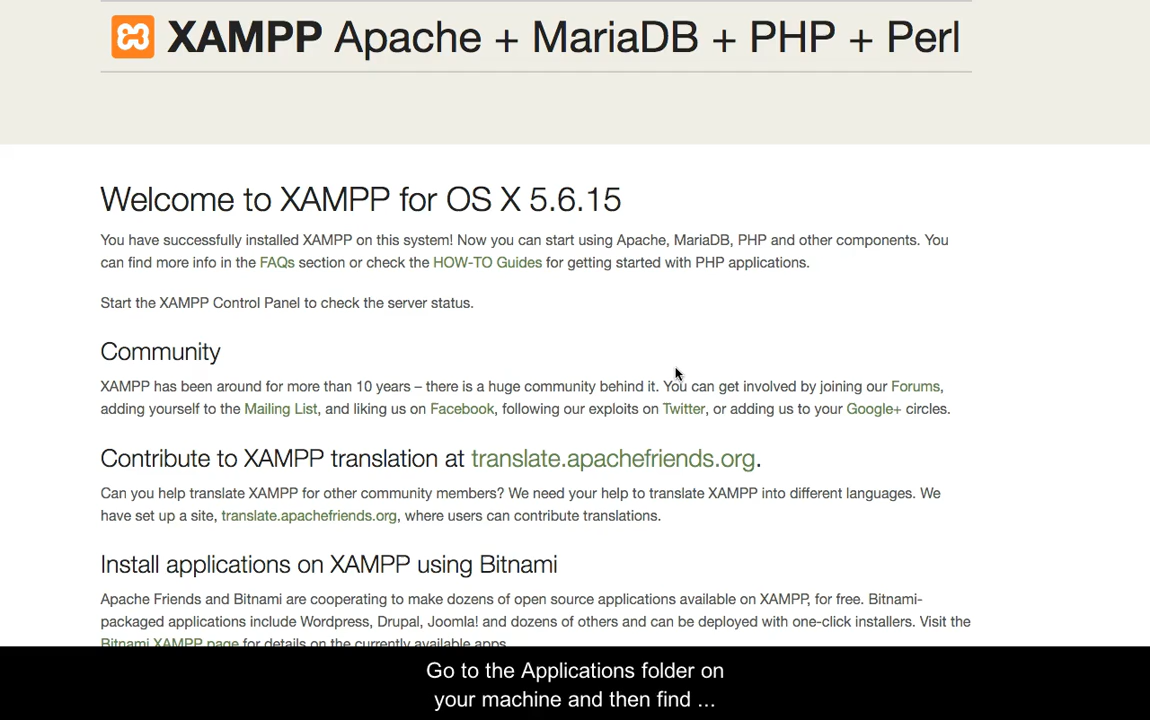 XAMPP Apache + MariaDB + PHP + Perl
Welcome to XAMPP for OS X 5.6.15
You have successfully installed XAMPP on this system! Now you can start using Apache, MariaDB, PHP and other components. You
can find more info in the FAQs section or check the HOW-TO Guides for getting started with PHP applications.
Start the XAMPP Control Panel to check the server status.
Community
XAMPP has been around for more than 10 years – there is a huge community behind it. You can get involved by joining our Forums,
adding yourself to the Mailing List, and liking us on Facebook, following our exploits on Twitter, or adding us to your Google+ circles.
Contribute to XAMPP translation at translate.apachefriends.org.
Can you help translate XAMPP for other community members? We need your help to translate XAMPP into different languages. We
have set up a site, translate.apachefriends.org, where users can contribute translations.
Install applications on XAMPP using Bitnami
Apache Friends and Bitnami are cooperating to make dozens of open source applications available on XAMPP, for free. Bitnami-
packaged applications include Wordpress, Drupal, Joomla! and dozens of others and can be deployed with one-click installers. Visit the
Bitnami XAMPP page for details on the currently available apps.
Go to the Applications folder on
your machine and then find ...